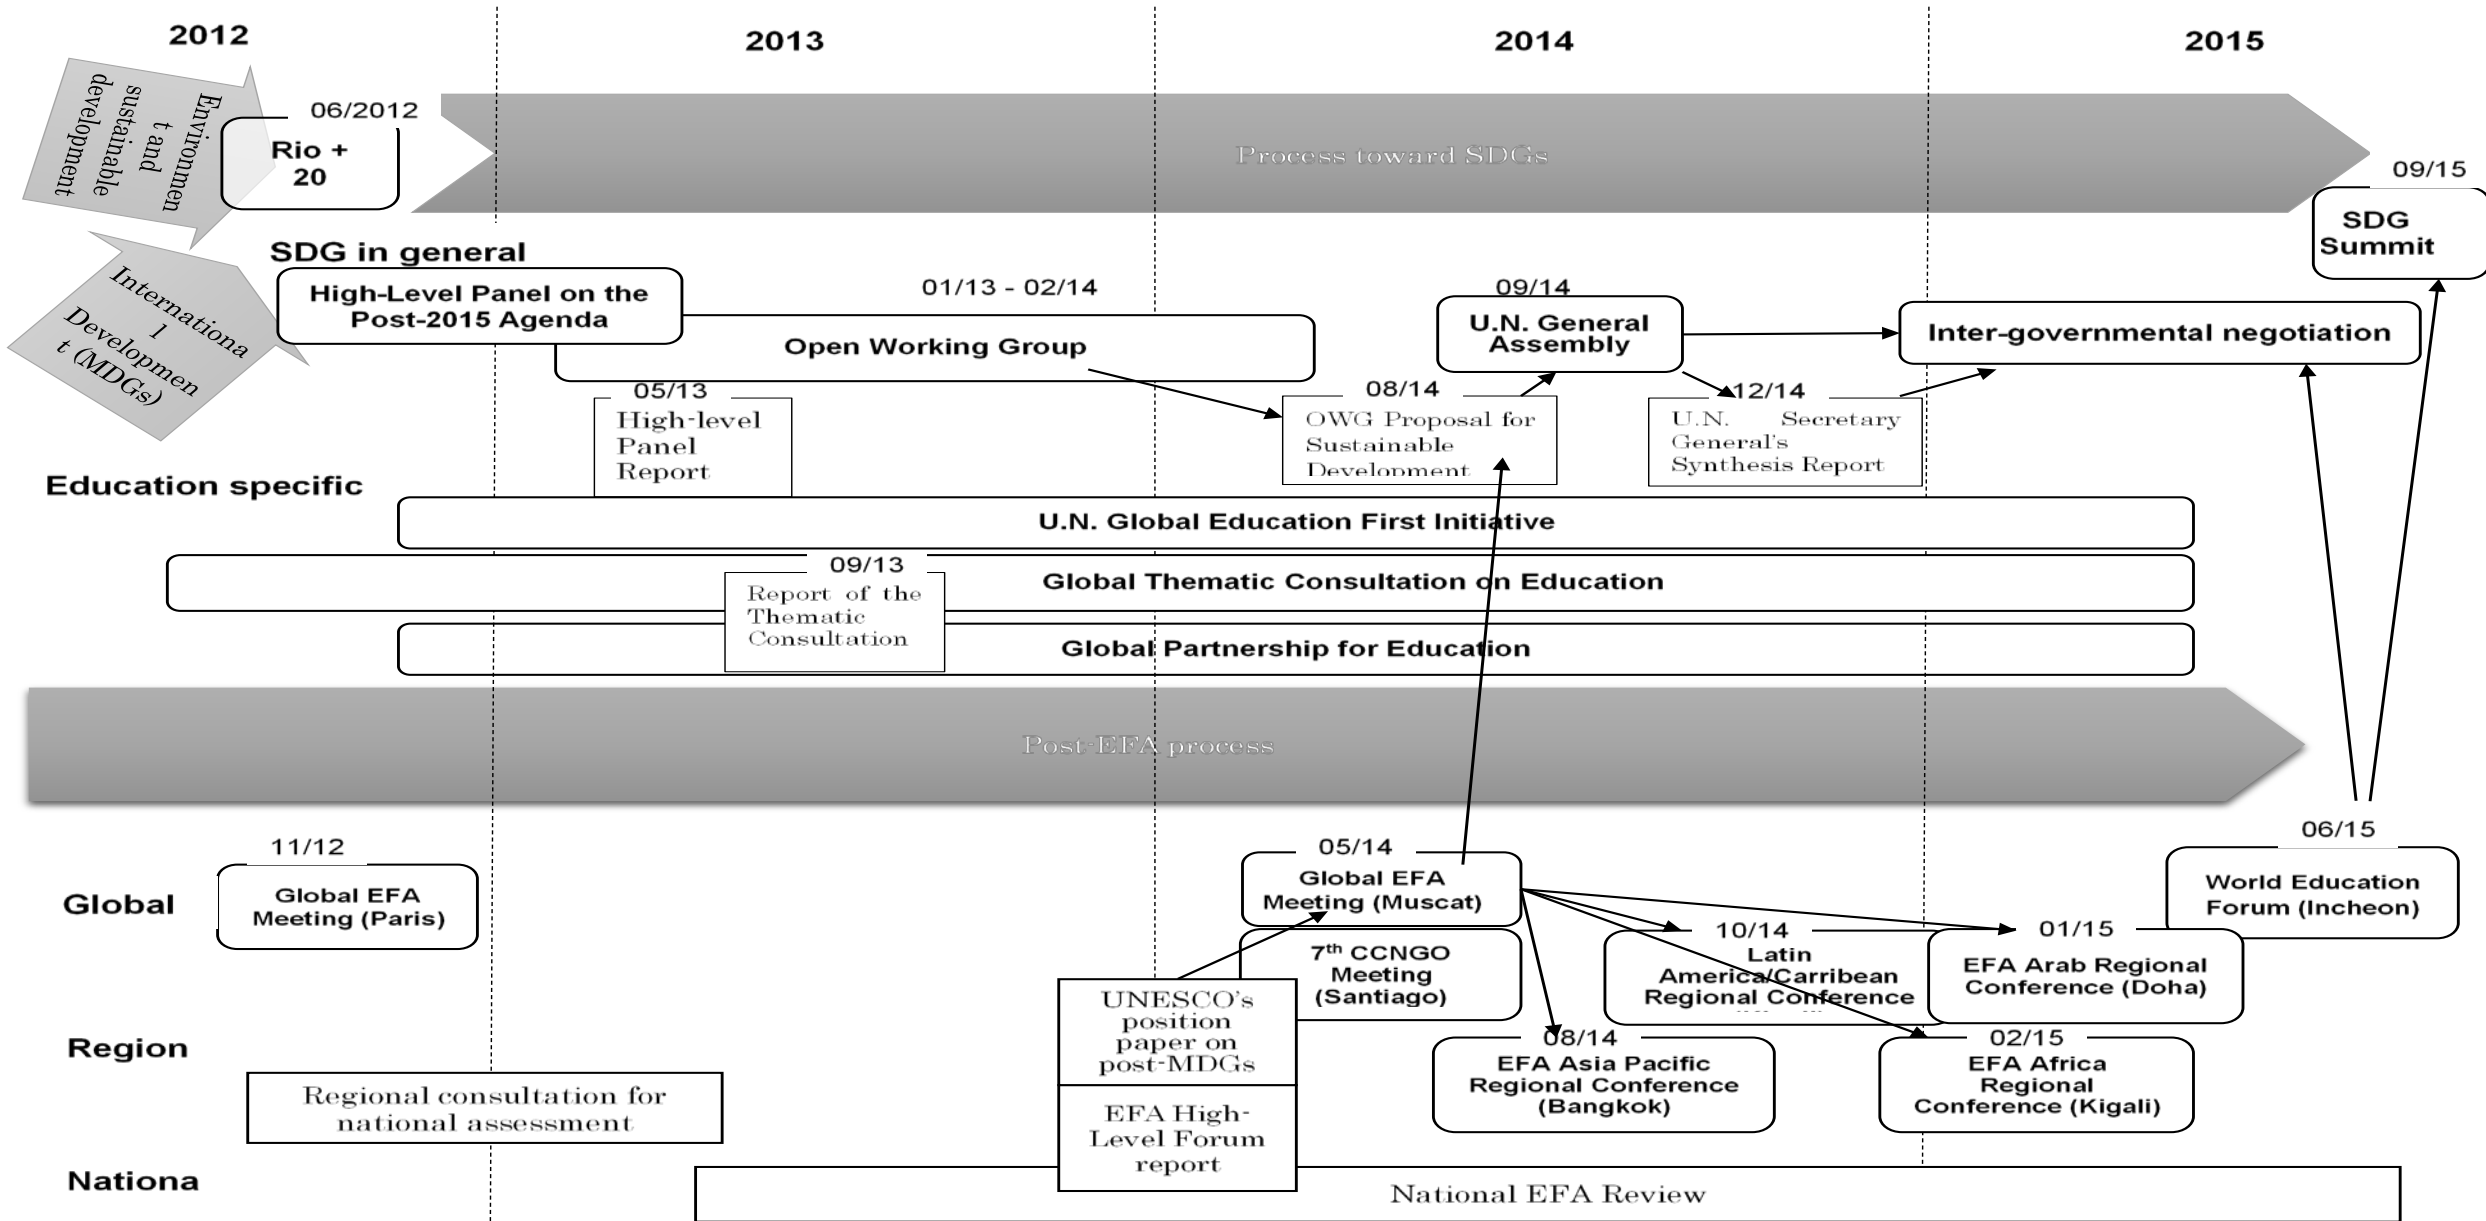 2012
2013
2014
2015
Environmen
t and
sustainable
development
06/2012
Rio +
20
Process toward SDGs
09/15
SDG
Summit
Internationa
l
Developmen
t (MDGs)
SDG in general
High-Level Panel on the
Post-2015 Agenda
01/13 - 02/14
Open Working Group
09/14
U.N. General
Assembly
Inter-governmental negotiation
05/13
High-level
Panel
Report
08/14
OWG Proposal for
Sustainable
Development
12/14
U.N. Secretary
General's
Synthesis Report
Education specific
U.N. Global Education First Initiative
Global Thematic Consultation on Education
09/13
Report of the
Thematic
Consultation
Global Partnership for Education
Post-EFA process
Global
11/12
Global EFA
Meeting (Paris)
05/14
Global EFA
Meeting (Muscat)
06/15
World Education
Forum (Incheon)
7th CCNGO
Meeting
(Santiago)
10/14
Latin
America/Carribean
Regional Conference
01/15
EFA Arab Regional
Conference (Doha)
UNESCO's
position
paper on
post-MDGs
Region
08/14
EFA Asia Pacific
Regional Conference
(Bangkok)
02/15
EFA Africa
Regional
Conference (Kigali)
Regional consultation for
national assessment
EFA High-
Level Forum
report
Nationa
National EFA Review